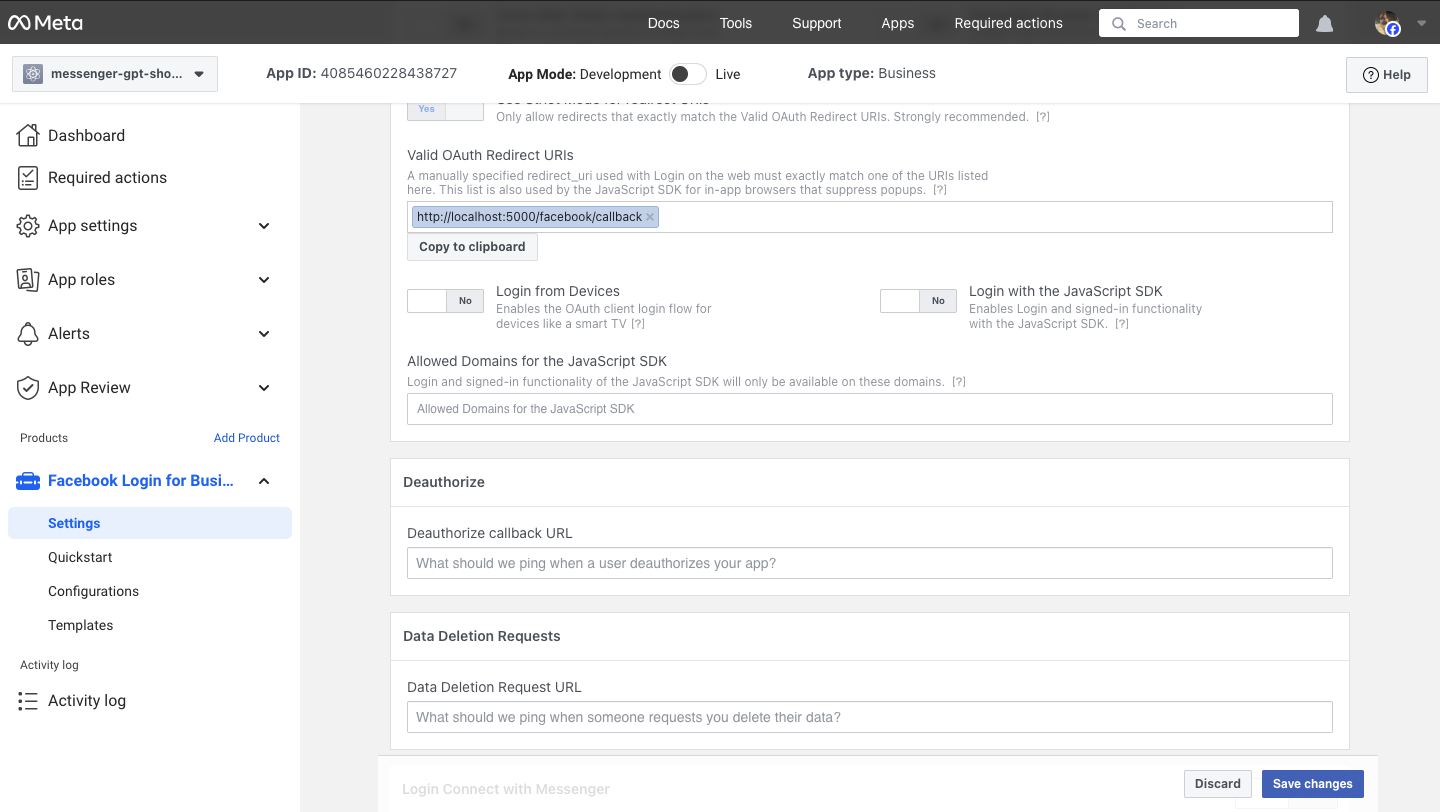 Meta
Docs
Tools
Support
Apps
Required actions
Search
messenger-gpt-sho...
App ID: 4085460228438727
App Mode: Development
Live
App type: Business
Help
Dashboard
Required actions
App settings
App roles
Alerts
App Review
Products
Add Product
Facebook Login for Busi...
Settings
Quickstart
Configurations
Templates
Activity log
Activity log
Yes
Use Strict Mode for redirect URIs
Only allow redirects that exactly match the Valid OAuth Redirect URIs. Strongly recommended. [?]
Valid OAuth Redirect URIs
A manually specified redirect_uri used with Login on the web must exactly match one of the URIs listed
here. This list is also used by the JavaScript SDK for in-app browsers that suppress popups. [?]
http://localhost:5000/facebook/callback
Copy to clipboard
No
Login from Devices
Enables the OAuth client login flow for
devices like a smart TV [?]
No
Login with the JavaScript SDK
Enables Login and signed-in functionality
with the JavaScript SDK. [?]
Allowed Domains for the JavaScript SDK
Login and signed-in functionality of the JavaScript SDK will only be available on these domains. [?]
Allowed Domains for the JavaScript SDK
Deauthorize
Deauthorize callback URL
What should we ping when a user deauthorizes your app?
Data Deletion Requests
Data Deletion Request URL
What should we ping when someone requests you delete their data?
Login Connect with Messenger
Discard
Save changes